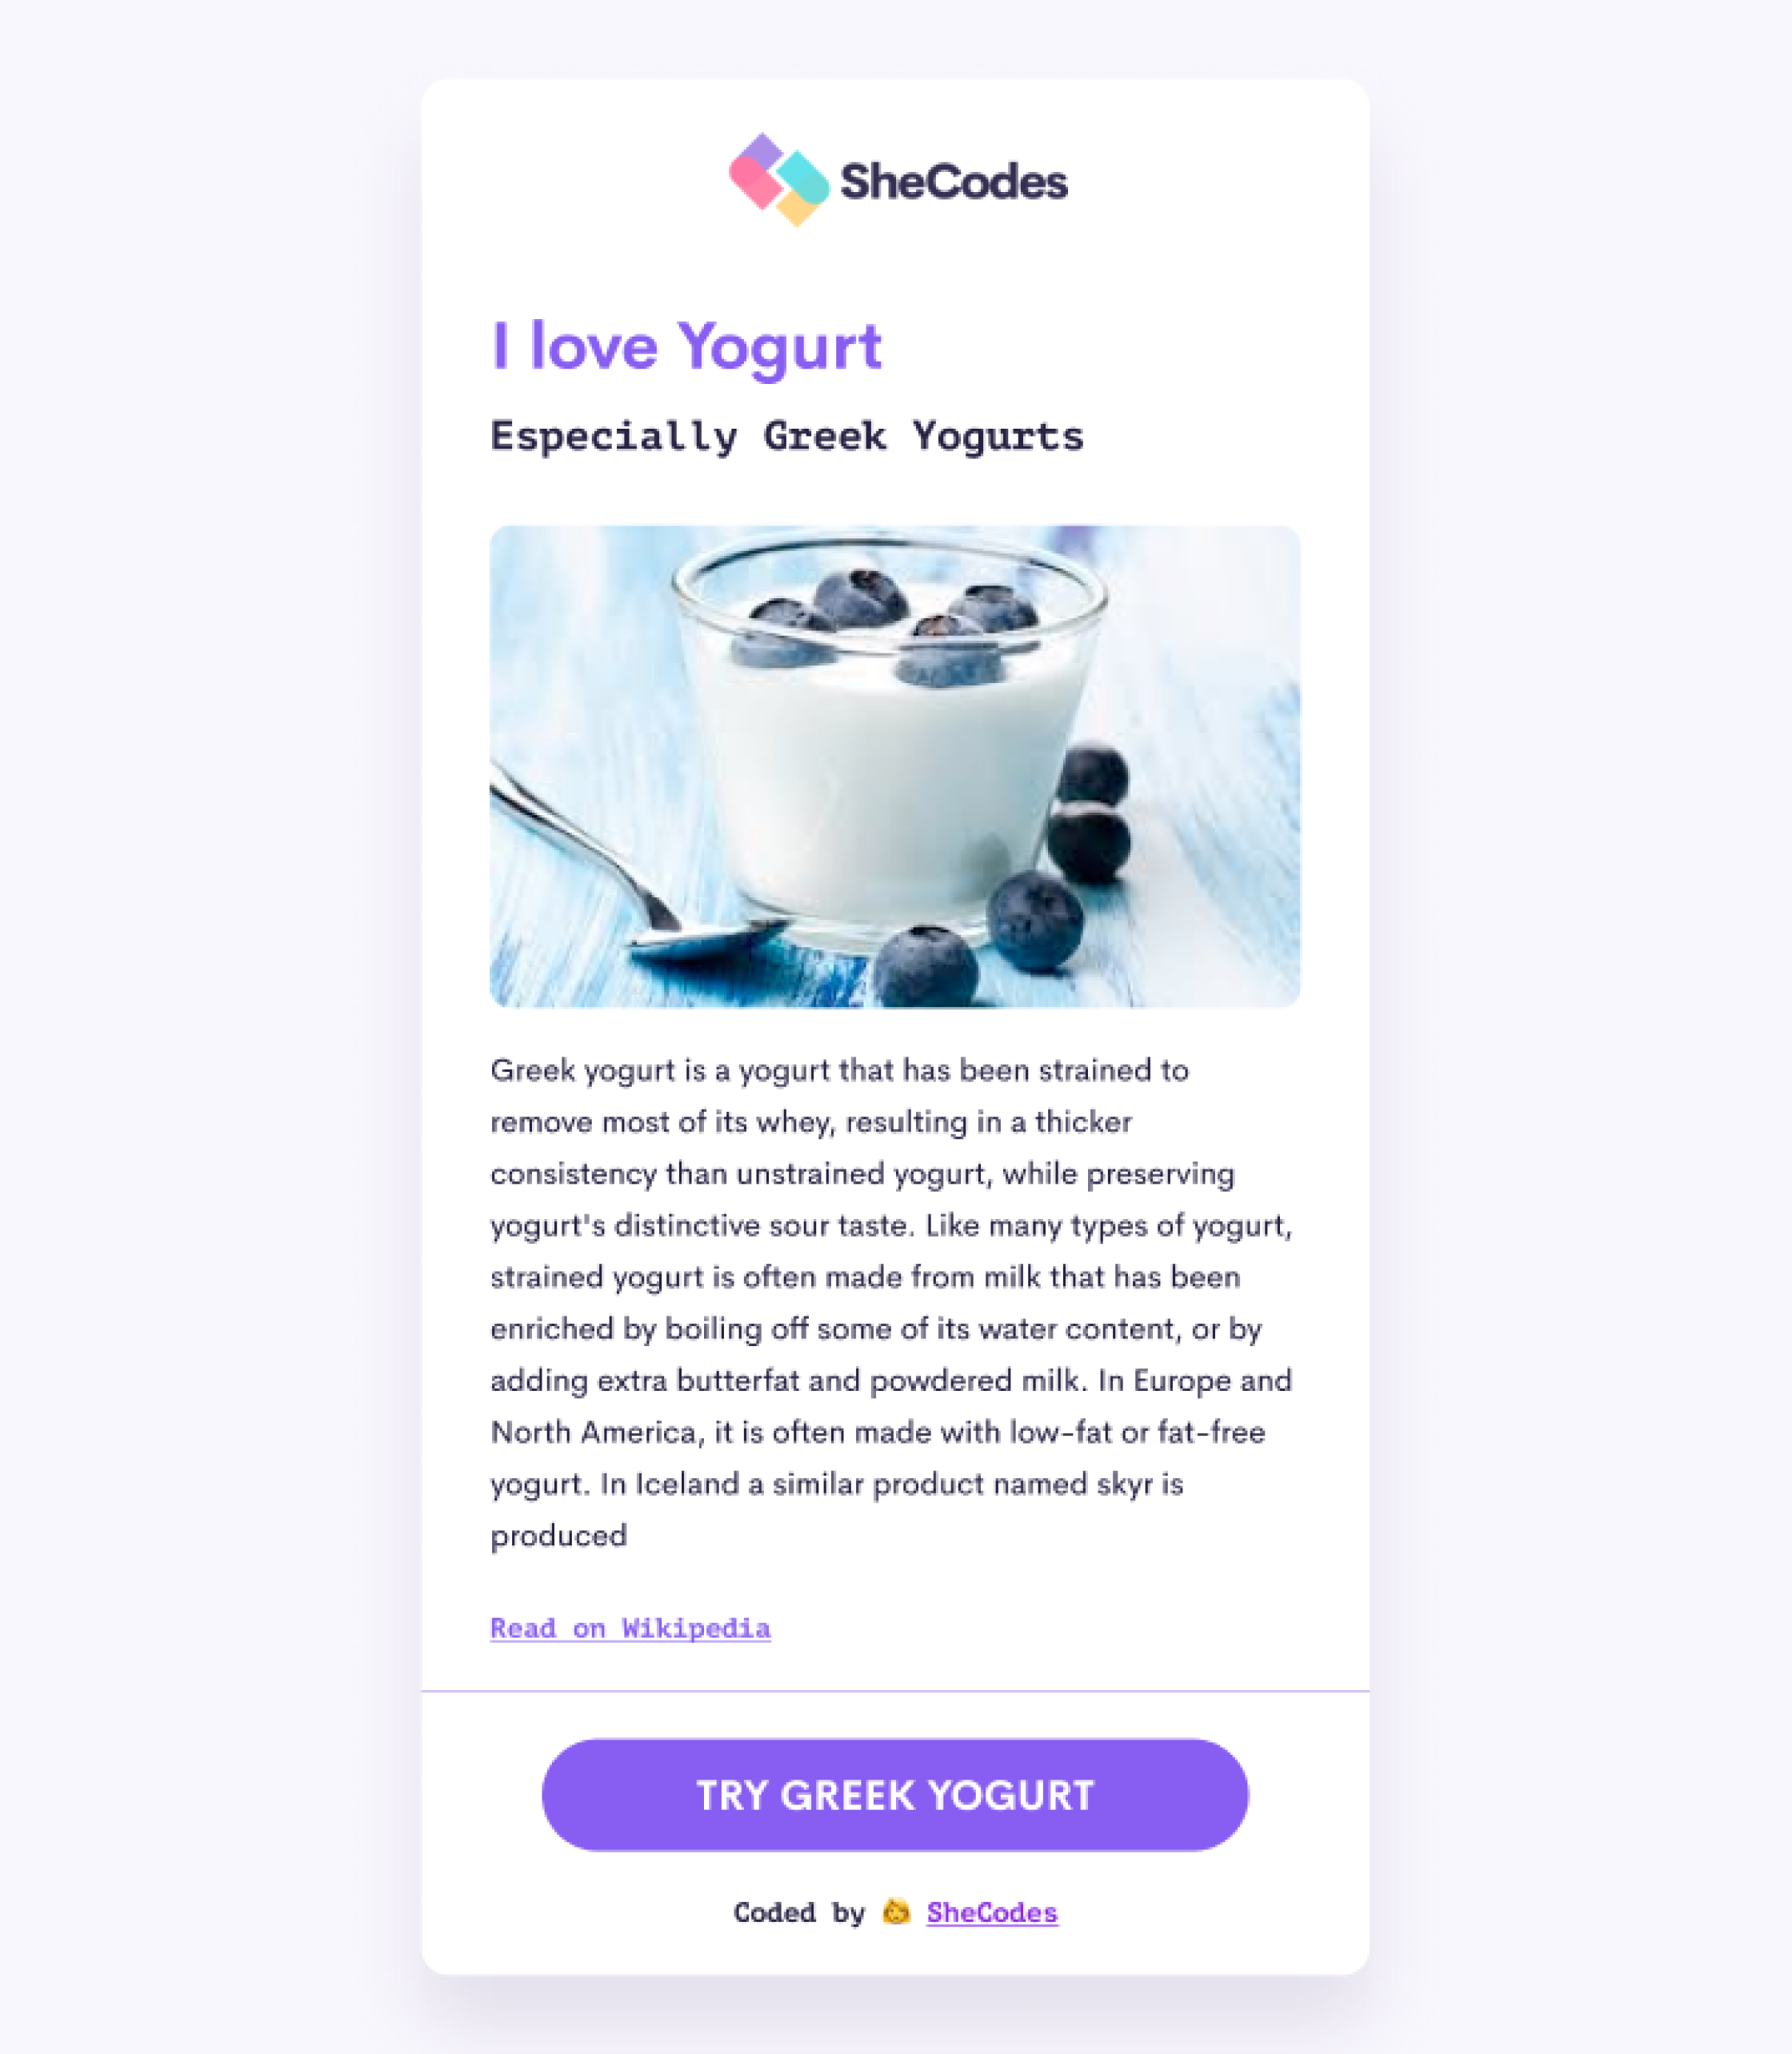 SheCodes
I love Yogurt
Especially Greek Yogurts
Greek yogurt is a yogurt that has been strained to
remove most of its whey, resulting in a thicker
consistency than unstrained yogurt, while preserving
yogurt's distinctive sour taste. Like many types of yogurt,
strained yogurt is often made from milk that has been
enriched by boiling off some of its water content, or by
adding extra butterfat and powdered milk. In Europe and
North America, it is often made with low-fat or fat-free
yogurt. In Iceland a similar product named skyr is
produced
Read on Wikipedia
TRY GREEK YOGURT
Coded by 👩 SheCodes